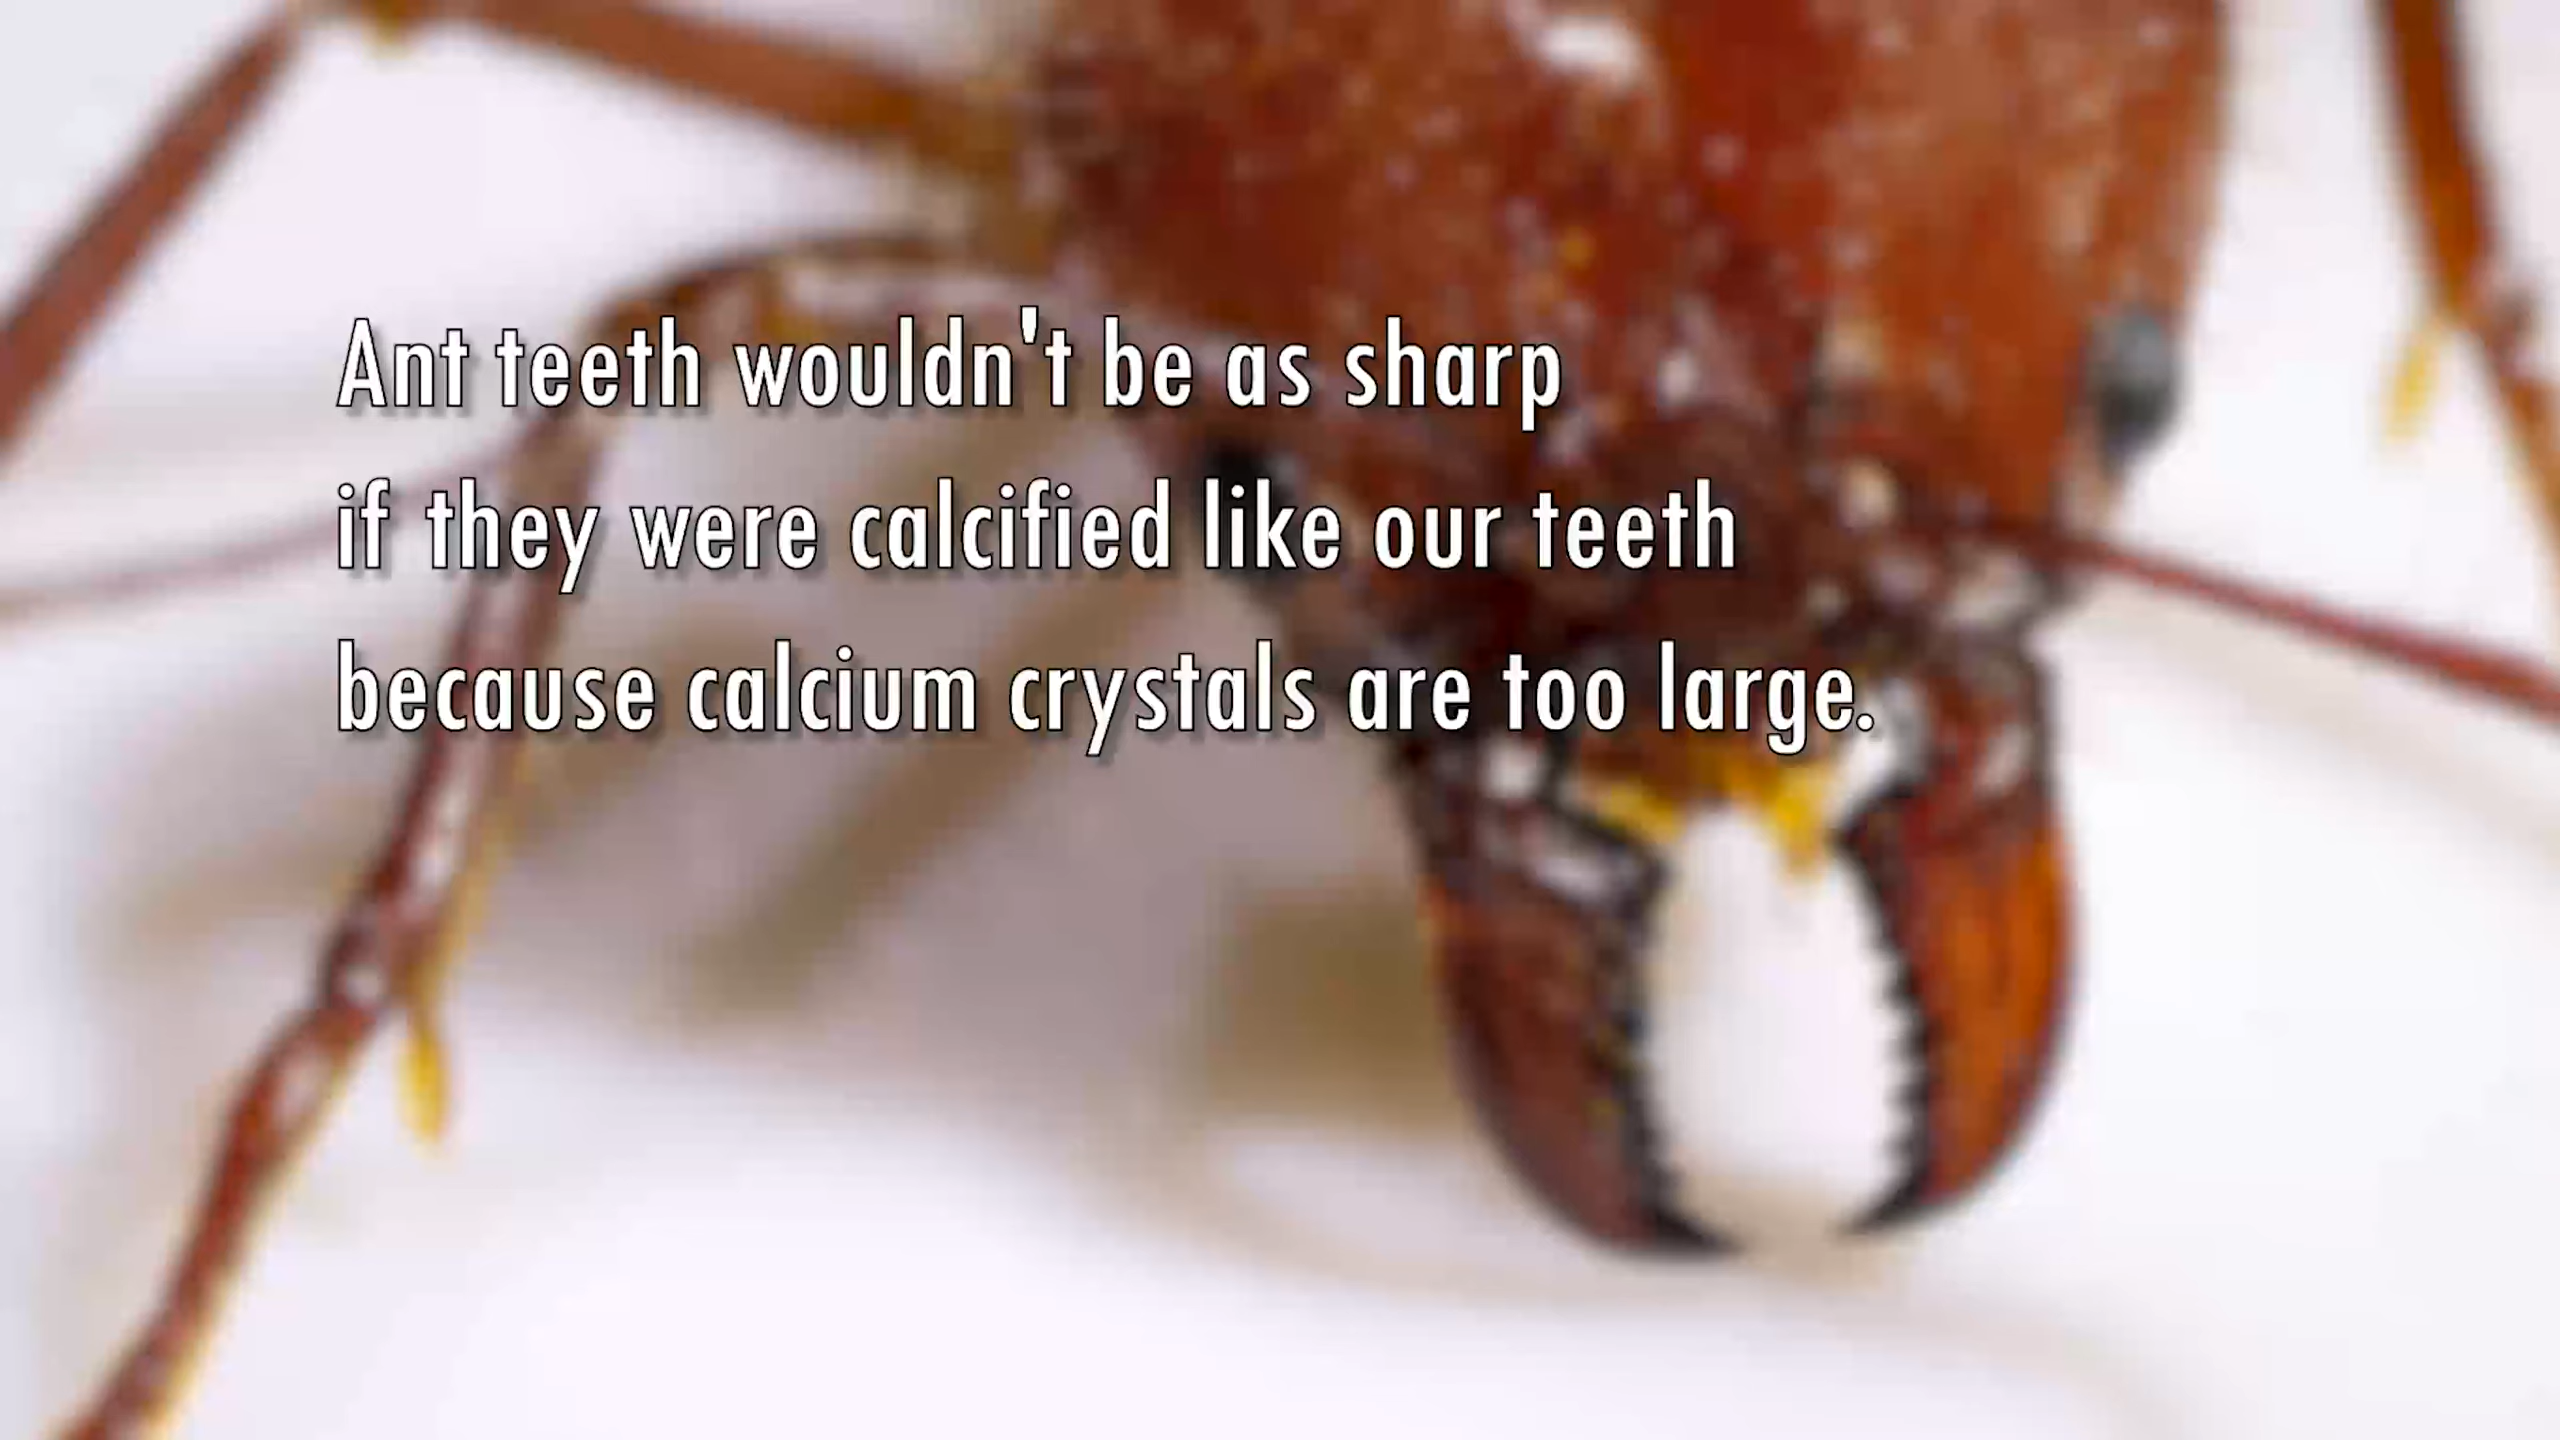 Ant teeth wouldn't be as sharp
if they were calcified like our teeth
because calcium crystals are too large.